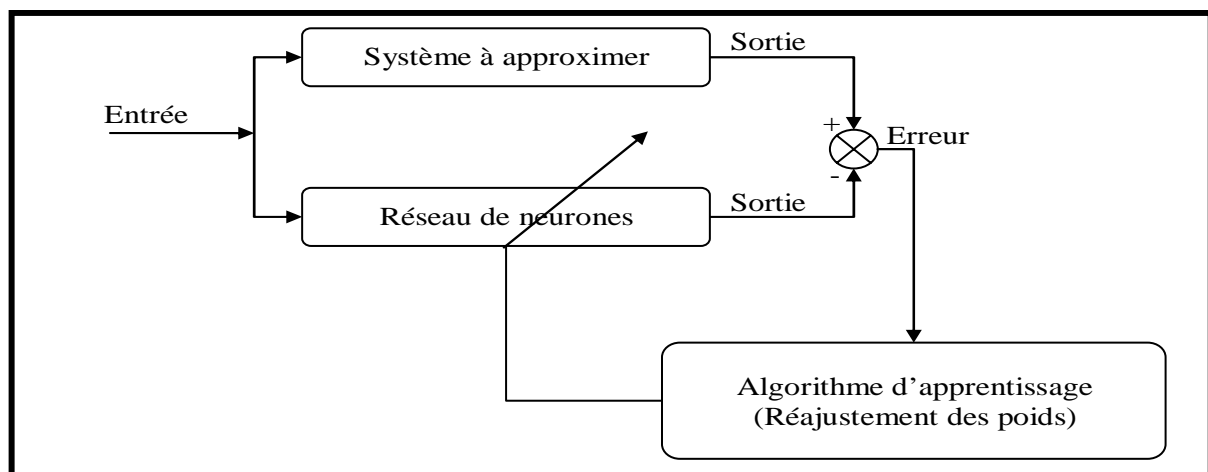 Système à approximer
Sortie
Entrée
+
Erreur
-
Réseau de neurones
Sortie
Algorithme d’apprentissage
(Réajustement des poids)